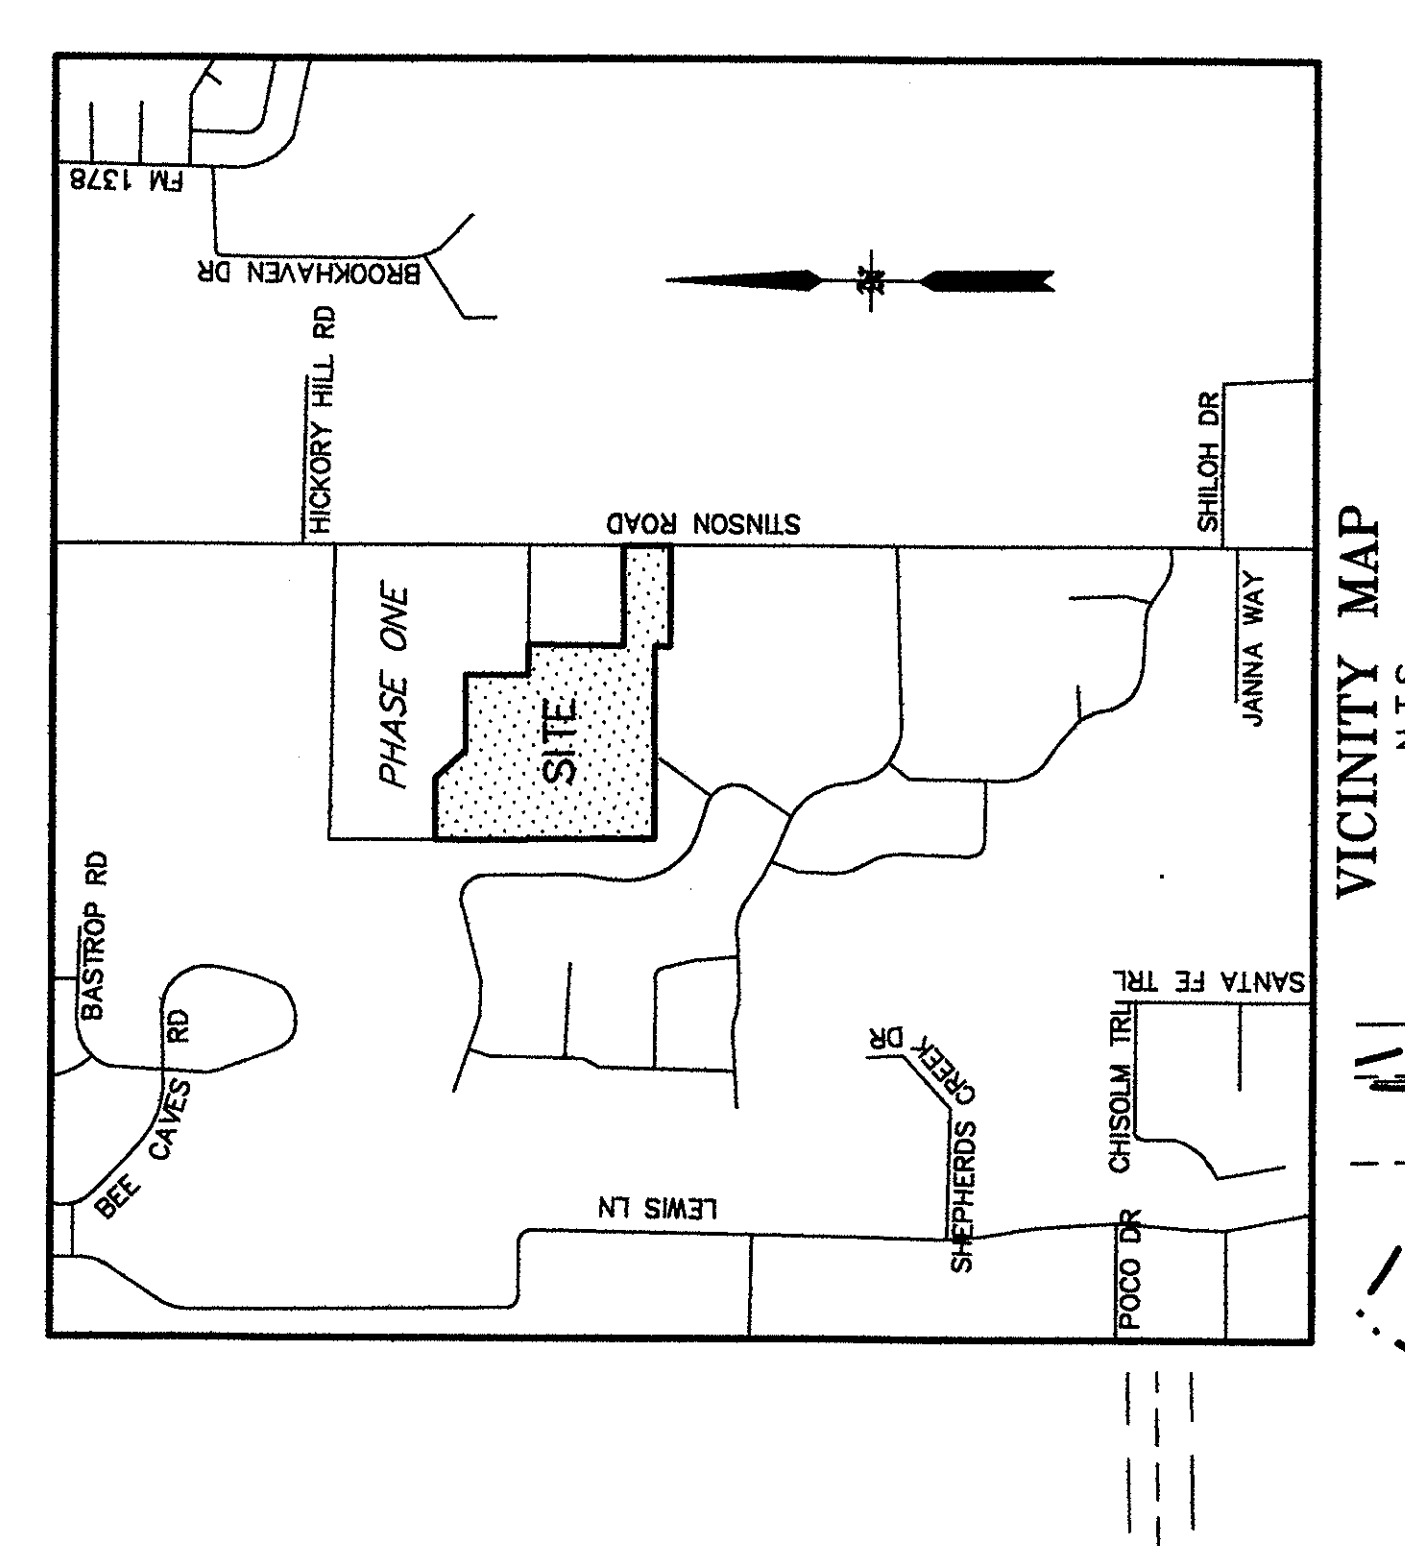 FM 1378
BROOKHAVEN DR
HICKORY HILL RD
SHILOH DR
STINSON ROAD
PHASE ONE
SITE
JANNA WAY
BASTROP RD
BEE CAVES RD
SANTA FE TRL
CHISOLM TRL
SHEPHERDS CREEK DR
LEWIS LN
POCO DR
VICINITY MAP